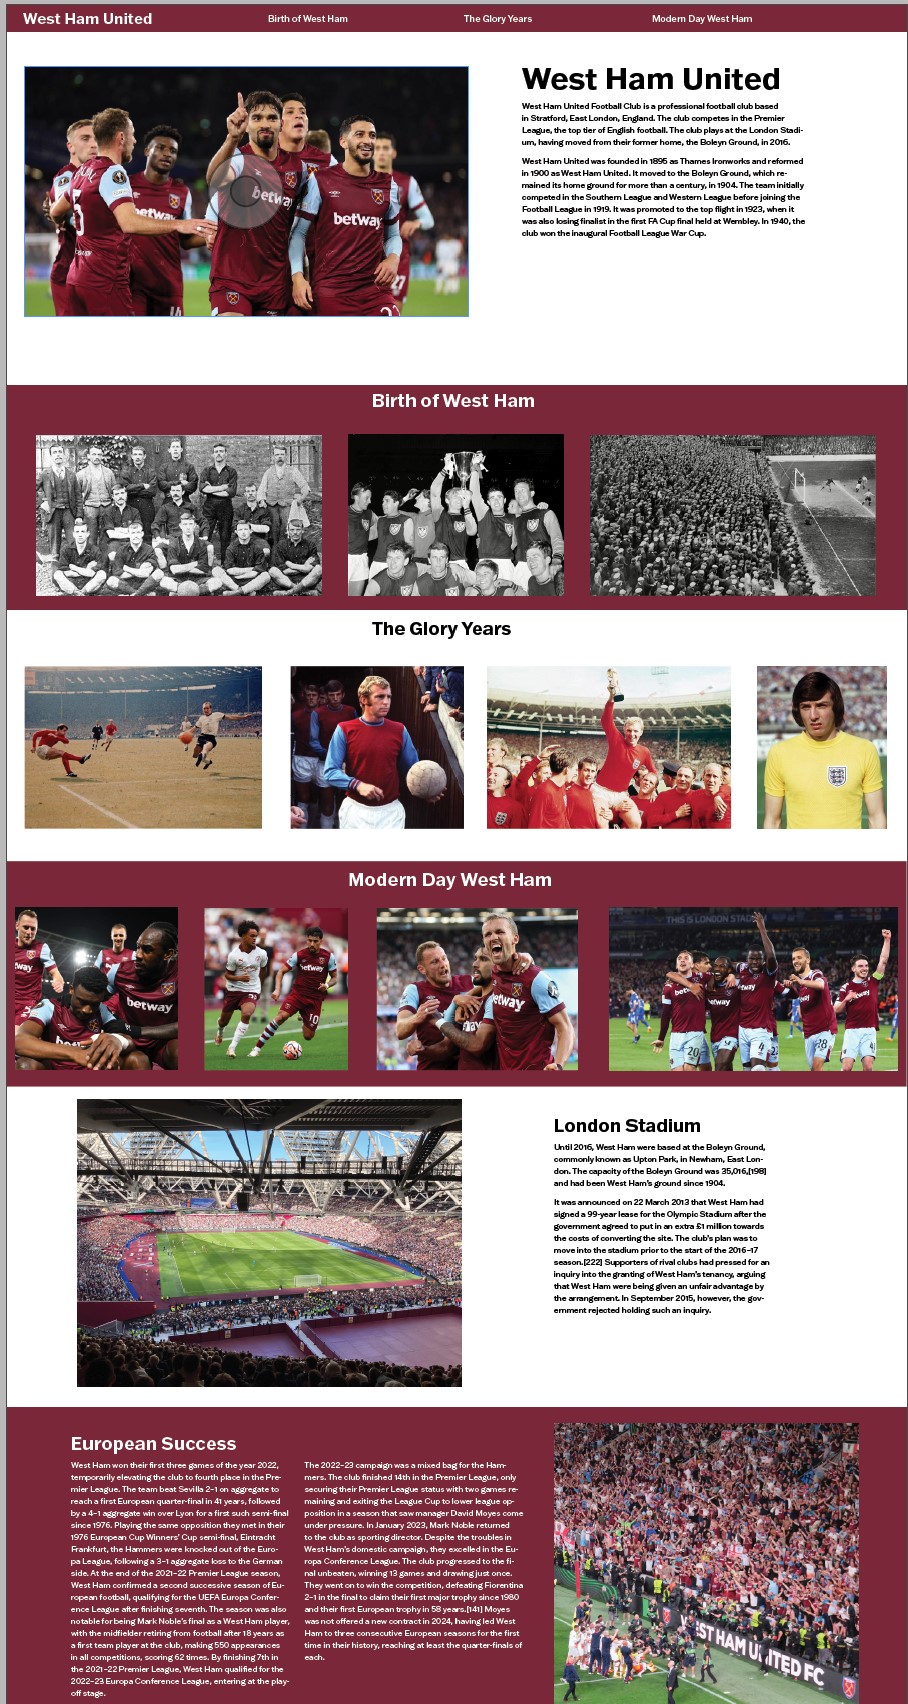 West Ham United
Birth of West Ham
The Glory Years
Modern Day West Ham
West Ham United
West Ham United Football Club is a professional football club based
in Stratford, East London, England. The club competes in the Premier
League, the top tier of English football. The club plays at the London Stadi-
um, having moved from their former home, the Boleyn Ground, in 2016.
West Ham United was founded in 1895 as Thames Ironworks and reformed
in 1900 as West Ham United. It moved to the Boleyn Ground, which re-
mained its home ground for more than a century, in 1904. The team initially
competed in the Southern League and Western League before joining the
Football League in 1919. It was promoted to the top flight in 1923, when it
was also losing finalist in the first FA Cup final held at Wembley. In 1940, the
club won the inaugural Football League War Cup.
betway
betway
Birth of West Ham
The Glory Years
Modern Day West Ham
way
betway
betway
10
etway
THIS IS LONDON STAD
bet
way
etway
20
4
2
28
41
London Stadium
Until 2016, West Ham were based at the Boleyn Ground,
commonly known as Upton Park, in Newham, East Lon-
don. The capacity of the Boleyn Ground was 35,016,[198]
and had been West Ham's ground since 1904.
It was announced on 22 March 2013 that West Ham had
signed a 99-year lease for the Olympic Stadium after the
government agreed to put in an extra £1 million towards
the costs of converting the site. The club's plan was to
move into the stadium prior to the start of the 2016–17
season.[222] Supporters of rival clubs had pressed for an
inquiry into the granting of West Ham's tenancy, arguing
that West Ham were being given an unfair advantage by
the arrangement. In September 2015, however, the gov-
ernment rejected holding such an inquiry.
European Success
West Ham won their first three games of the year 2022,
temporarily elevating the club to fourth place in the Pre-
mier League. The team beat Sevilla 2–1 on aggregate to
reach a first European quarter-final in 41 years, followed
by a 4–1 aggregate win over Lyon for a first such semi-final
since 1976. Playing the same opposition they met in their
1976 European Cup Winners' Cup semi-final, Eintracht
Frankfurt, the Hammers were knocked out of the Euro-
pa League, following a 3–1 aggregate loss to the German
side. At the end of the 2021–22 Premier League season,
West Ham confirmed a second successive season of Eu-
ropean football, qualifying for the UEFA Europa Confer-
ence League after finishing seventh. The season was also
notable for being Mark Noble's final as a West Ham player,
with the midfielder retiring from football after 18 years as
a first team player at the club, making 550 appearances
in all competitions, scoring 62 times. By finishing 7th in
the 2021–22 Premier League, West Ham qualified for the
2022–23 Europa Conference League, entering at the play-
off stage.
The 2022–23 campaign was a mixed bag for the Ham-
mers. The club finished 14th in the Premier League, only
securing their Premier League status with two games re-
maining and exiting the League Cup to lower league op-
position in a season that saw manager David Moyes come
under pressure. In January 2023, Mark Noble returned
to the club as sporting director. Despite the troubles in
West Ham's domestic campaign, they excelled in the Eu-
ropa Conference League. The club progressed to the fi-
nal unbeaten, winning 13 games and drawing just once.
They went on to win the competition, defeating Fiorentina
2–1 in the final to claim their first major trophy since 1980
and their first European trophy in 58 years.[141] Moyes
was not offered a new contract in 2024, having led West
Ham to three consecutive European seasons for the first
time in their history, reaching at least the quarter-finals of
each.
EST HAM UNITED FC